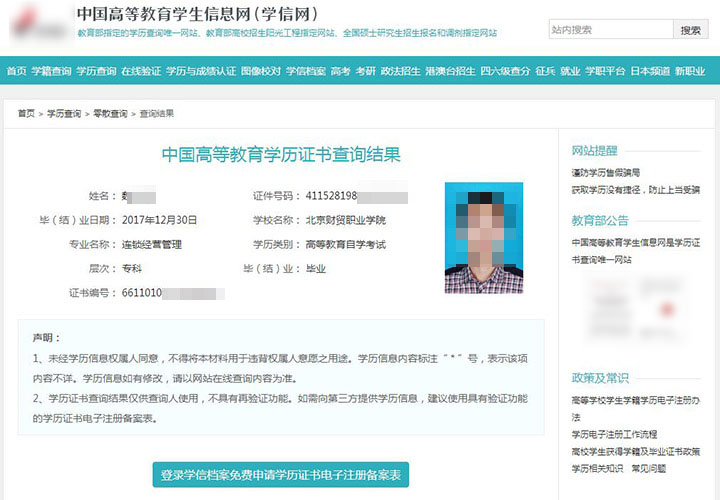 中国高等教育学生信息网(学信网)
教育部指定的学历查询唯一网站、教育部高校招生阳光工程指定网站、全国硕士研究生招生报名和调剂指定网站
站内搜索 搜索
首页 学籍查询 学历查询 在线验证 学历与成绩认证 图像校对 学信档案 高考 考研 政法招生 港澳台招生 四六级查分 征兵 就业 学职平台 日本频道 新职业
首页 > 学历查询 > 零散查询 > 查询结果
中国高等教育学历证书查询结果
姓名: 证件号码: 411528198
毕(结)业日期: 2017年12月30日 学校名称: 北京财贸职业学院
专业名称: 连锁经营管理 学历类别: 高等教育自学考试
层次: 专科 毕(结)业: 毕业
证书编号: 6611010
声明:
1、未经学历信息权属人同意,不得将本材料用于违背权属人意愿之用途。学历信息内容标注“*”号,表示该项
内容不详。学历信息如有修改,请以网站在线查询内容为准。
2、学历证书查询结果仅供查询人使用,不具有再验证功能。如需向第三方提供学历信息,建议使用具有验证功能
的学历证书电子注册备案表。
登录学信档案免费申请学历证书电子注册备案表
网站提醒
谨防学历售假骗局
获取学历没有捷径,防止上当受骗
教育部公告
中国高等教育学生信息网是学历证
书查询唯一网站
政策及常识
高等学校学生学籍学历电子注册办
法
学历电子注册工作流程
高校学生获得学籍及毕业证书政策
学历相关知识 常见问题